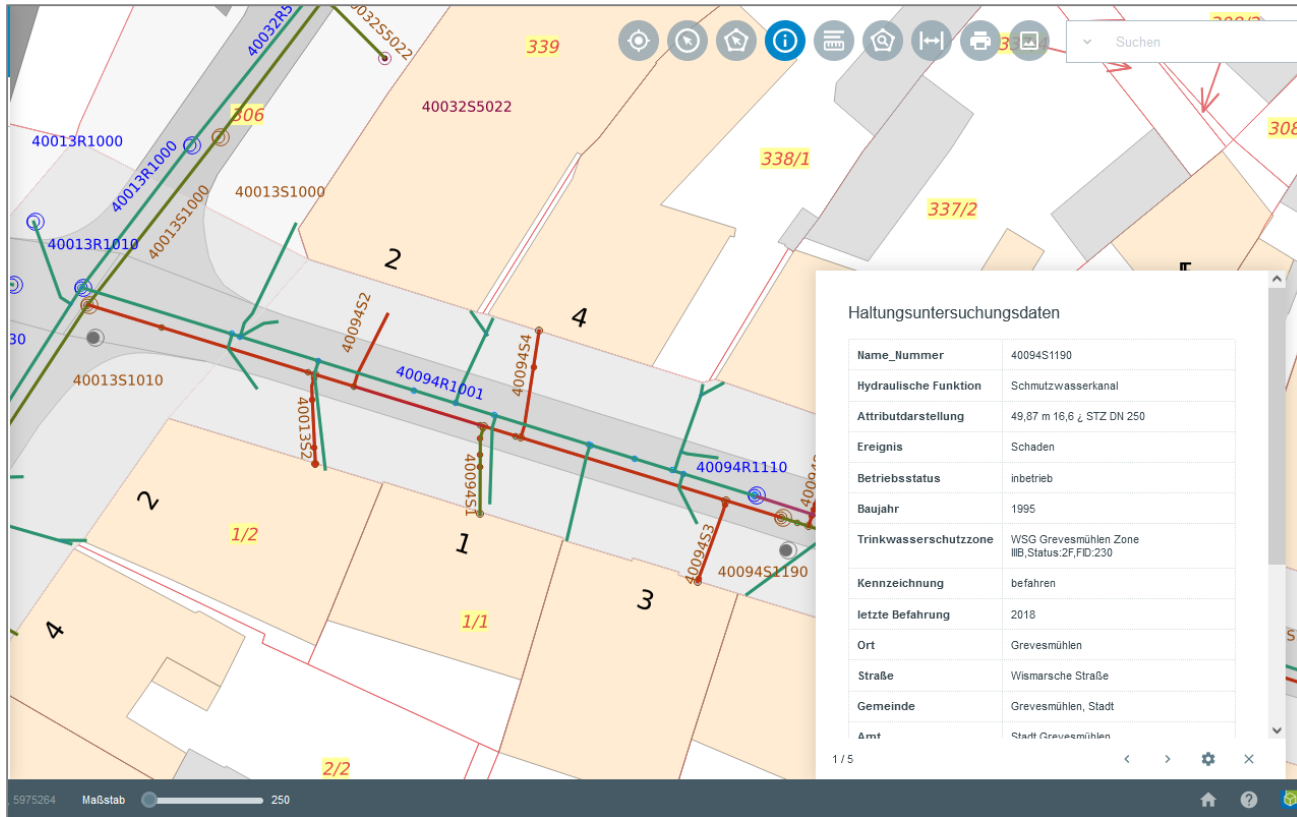 40032R5
40032S5022
339
Suchen
306
40032S5022
40013R1000
40013R1000
338/1
308
40013S1000
40013S1000
337/2
40013R1010
2
4
40094S2
30
40094S4
40013S1010
40094R1001
40013S2
40094R1110
40094S1
2
1/2
1
40094S3
40094S1190
3
4
1/1
2/2
Haltungsuntersuchungsdaten
Name_Nummer 40094S1190
Hydraulische Funktion Schmutzwasserkanal
Attributdarstellung 49,87 m 16,6 ¿ STZ DN 250
Ereignis Schaden
Betriebsstatus inbetrieb
Baujahr 1995
Trinkwasserschutzzone WSG Grevesmühlen Zone
IIIB,Status:2F,FID:230
Kennzeichnung befahren
letzte Befahrung 2018
Ort Grevesmühlen
Straße Wismarsche Straße
Gemeinde Grevesmühlen, Stadt
Amt Stadt Grevesmühlen
1 / 5
5975264 Maßstab 250